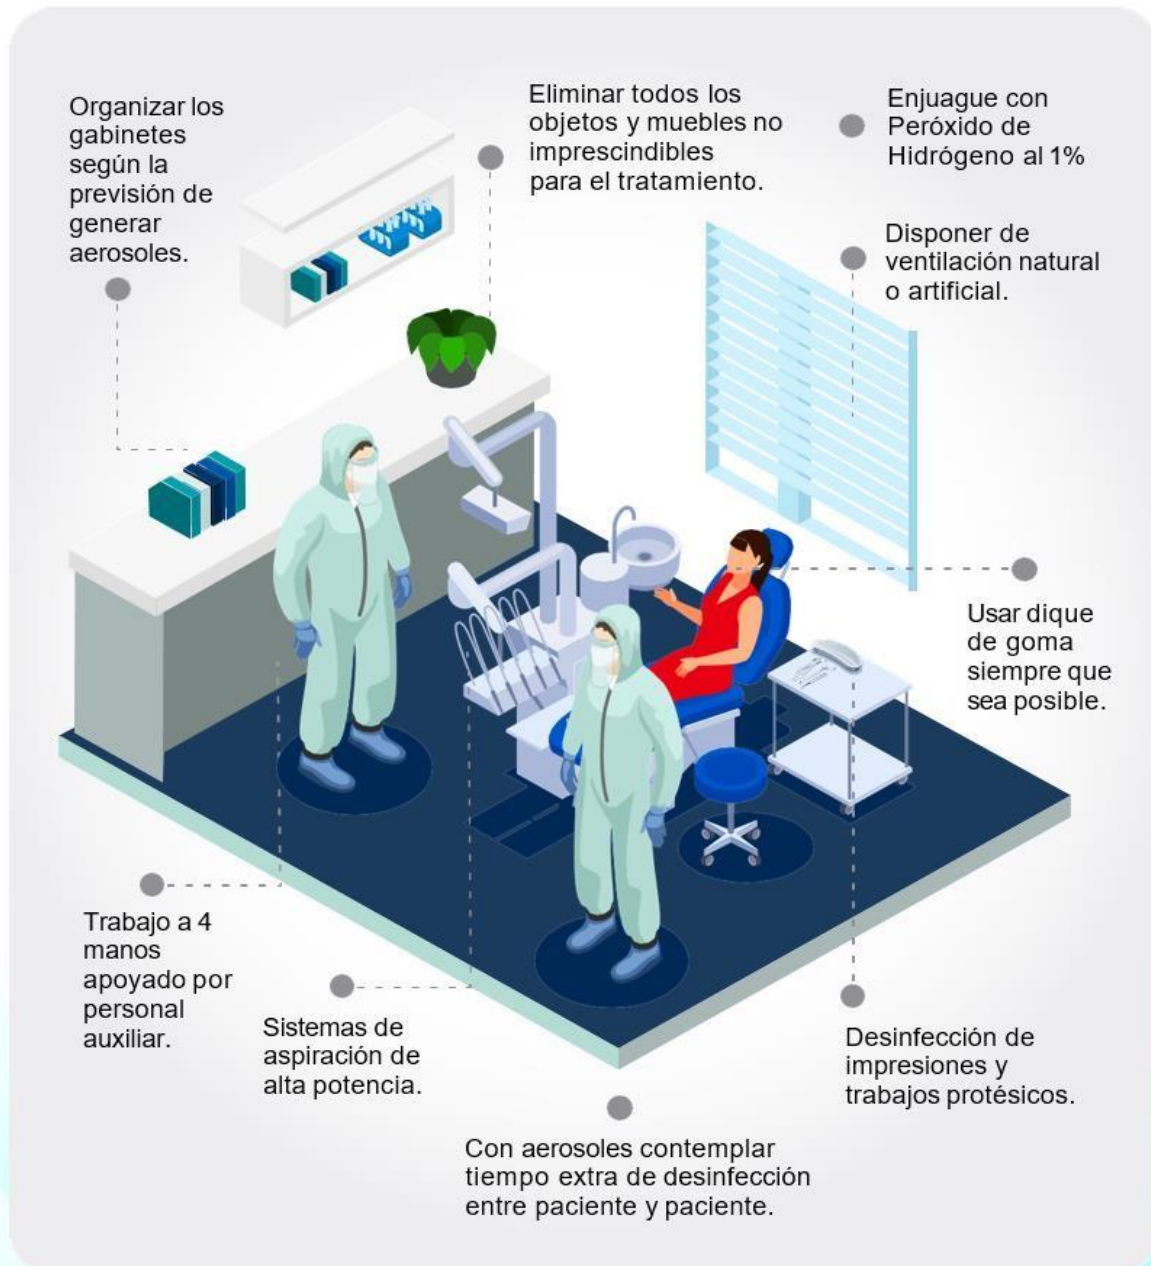 Organizar los
gabinetes
según la
previsión de
generar
aerosoles.
Eliminar todos los
objetos y muebles no
imprescindibles
para el tratamiento.
Enjuague con
Peróxido de
Hidrógeno al 1%
Disponer de
ventilación natural
o artificial.
Usar dique
de goma
siempre que
sea posible.
Trabajo a 4
manos
apoyado por
personal
auxiliar.
Sistemas de
aspiración de
alta potencia.
Desinfección de
impresiones y
trabajos protésicos.
Con aerosoles contemplar
tiempo extra de desinfección
entre paciente y paciente.